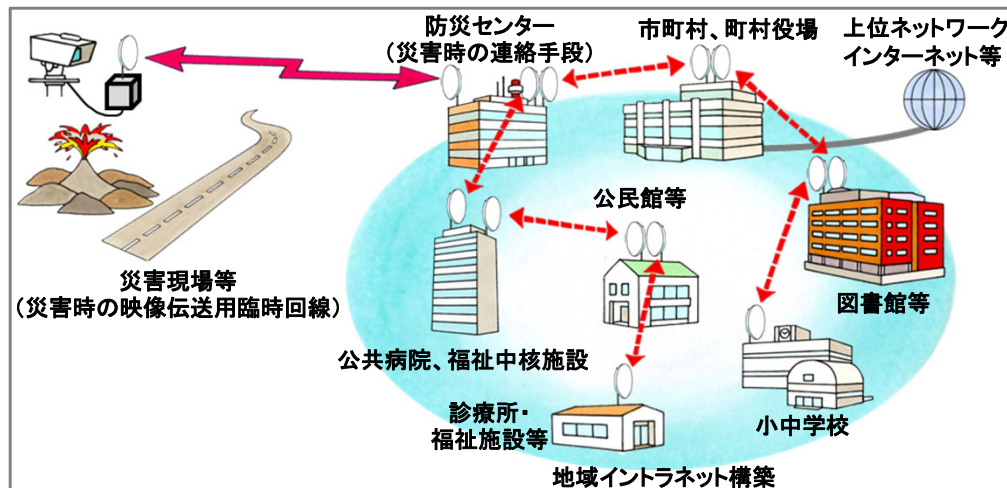 防災センター
（災害時の連絡手段）
市町村、町村役場
上位ネットワーク
インターネット等
公民館等
災害現場等
（災害時の映像伝送用臨時回線）
図書館等
公共病院、福祉中核施設
診療所・
福祉施設等
小中学校
地域イントラネット構築